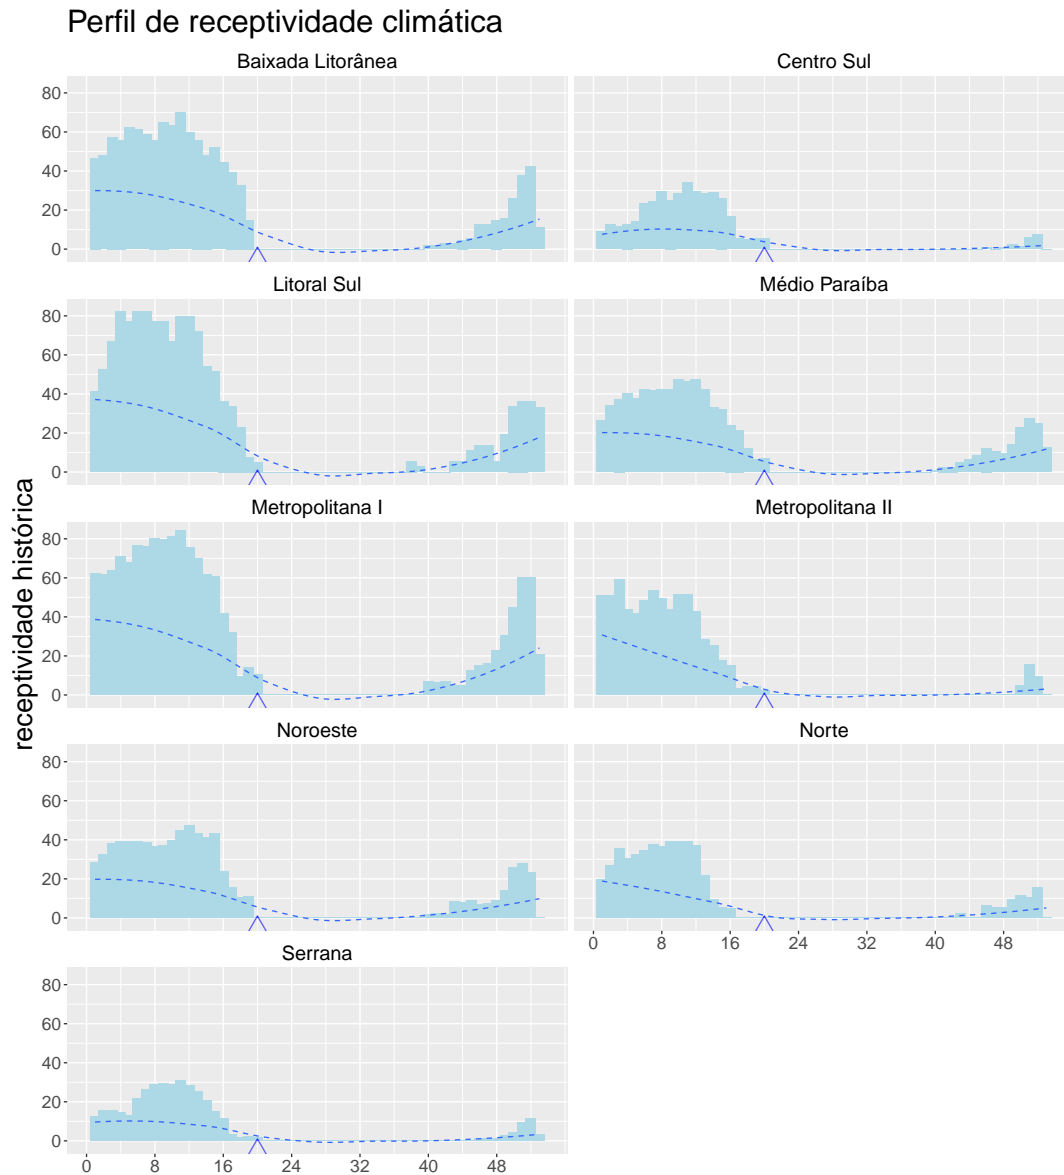 Perfil de receptividade climática
Baixada Litorânea
Centro Sul
80
60
40
20
0
Litoral Sul
Médio Paraíba
80
60
40
20
0
receptividade histórica
Metropolitana I
Metropolitana II
80
60
40
20
0
Noroeste
Norte
80
60
40
20
0
0 8 16 24 32 40 48
Serrana
80
60
40
20
0
0 8 16 24 32 40 48